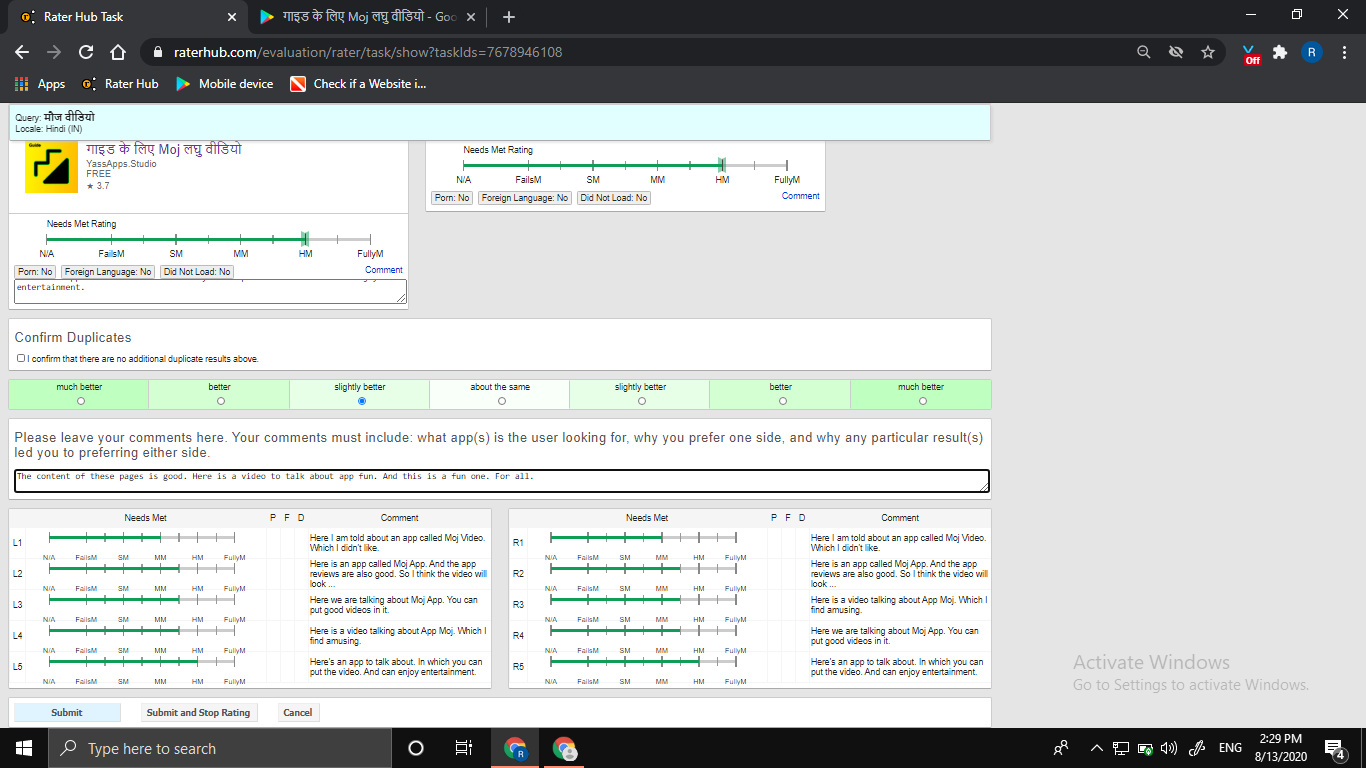 Rater Hub Task
गाइड के लिए Moj लघु वीडियो - Goo
raterhub.com/evaluation/rater/task/show?taskIds=7678946108
Off
R
Apps
Rater Hub
Mobile device
Check if a Website i...
Query: मौज वीडियो
Locale: Hindi (IN)
Guide
गाइड के लिए Moj लघु वीडियो
YassApps.Studio
FREE
★ 3.7
Needs Met Rating
N/A FailsM SM MM HM FullyM
Porn: No Foreign Language: No Did Not Load: No Comment
entertainment.
Needs Met Rating
N/A FailsM SM MM HM FullyM
Porn: No Foreign Language: No Did Not Load: No Comment
Confirm Duplicates
I confirm that there are no additional duplicate results above.
much better better slightly better about the same slightly better better much better
Please leave your comments here. Your comments must include: what app(s) is the user looking for, why you prefer one side, and why any particular result(s)
led you to preferring either side.
The content of these pages is good. Here is a video to talk about app fun. And this is a fun one. For all.
Needs Met P F D Comment
L1
N/A FailsM SM MM HM FullyM
Here I am told about an app called Moj Video.
Which I didn't like.
L2
N/A FailsM SM MM HM FullyM
Here is an app called Moj App. And the app
reviews are also good. So I think the video will
look ...
L3
N/A FailsM SM MM HM FullyM
Here we are talking about Moj App. You can
put good videos in it.
L4
N/A FailsM SM MM HM FullyM
Here is a video talking about App Moj. Which I
find amusing.
L5
N/A FailsM SM MM HM FullyM
Here's an app to talk about. In which you can
put the video. And can enjoy entertainment.
Needs Met P F D Comment
R1
N/A FailsM SM MM HM FullyM
Here I am told about an app called Moj Video.
Which I didn't like.
R2
N/A FailsM SM MM HM FullyM
Here is an app called Moj App. And the app
reviews are also good. So I think the video will
look ...
R3
N/A FailsM SM MM HM FullyM
Here is a video talking about App Moj. Which I
find amusing.
R4
N/A FailsM SM MM HM FullyM
Here we are talking about Moj App. You can
put good videos in it.
R5
N/A FailsM SM MM HM FullyM
Here's an app to talk about. In which you can
put the video. And can enjoy entertainment.
Submit Submit and Stop Rating Cancel
Activate Windows
Go to Settings to activate Windows.
Type here to search
R
ENG
2:29 PM
8/13/2020
4